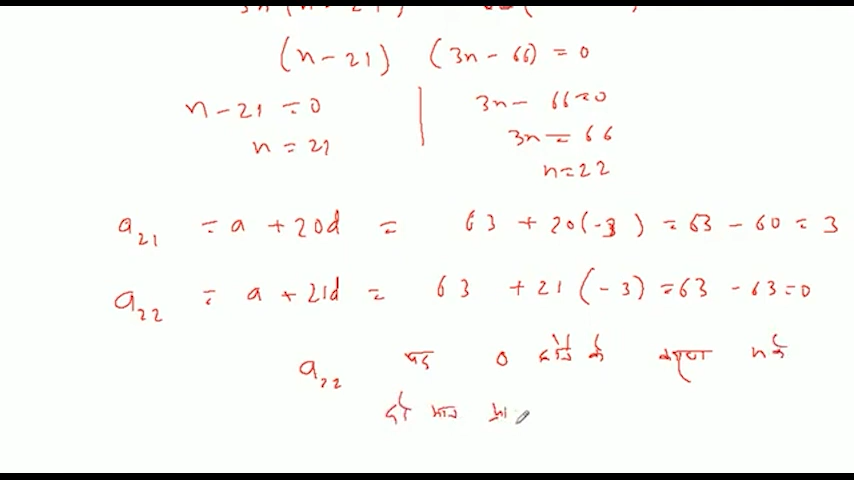 (n - 21) (3n - 66) = 0
n - 21 = 0 3n - 66 = 0
n = 21 3n = 66
n = 22
a₂₁ = a + 20d = 63 + 20(-3) = 63 - 60 = 3
a₂₂ = a + 21d = 63 + 21(-3) = 63 - 63 = 0
a₂₂ पद 0 होने के कारण n के
दो मान